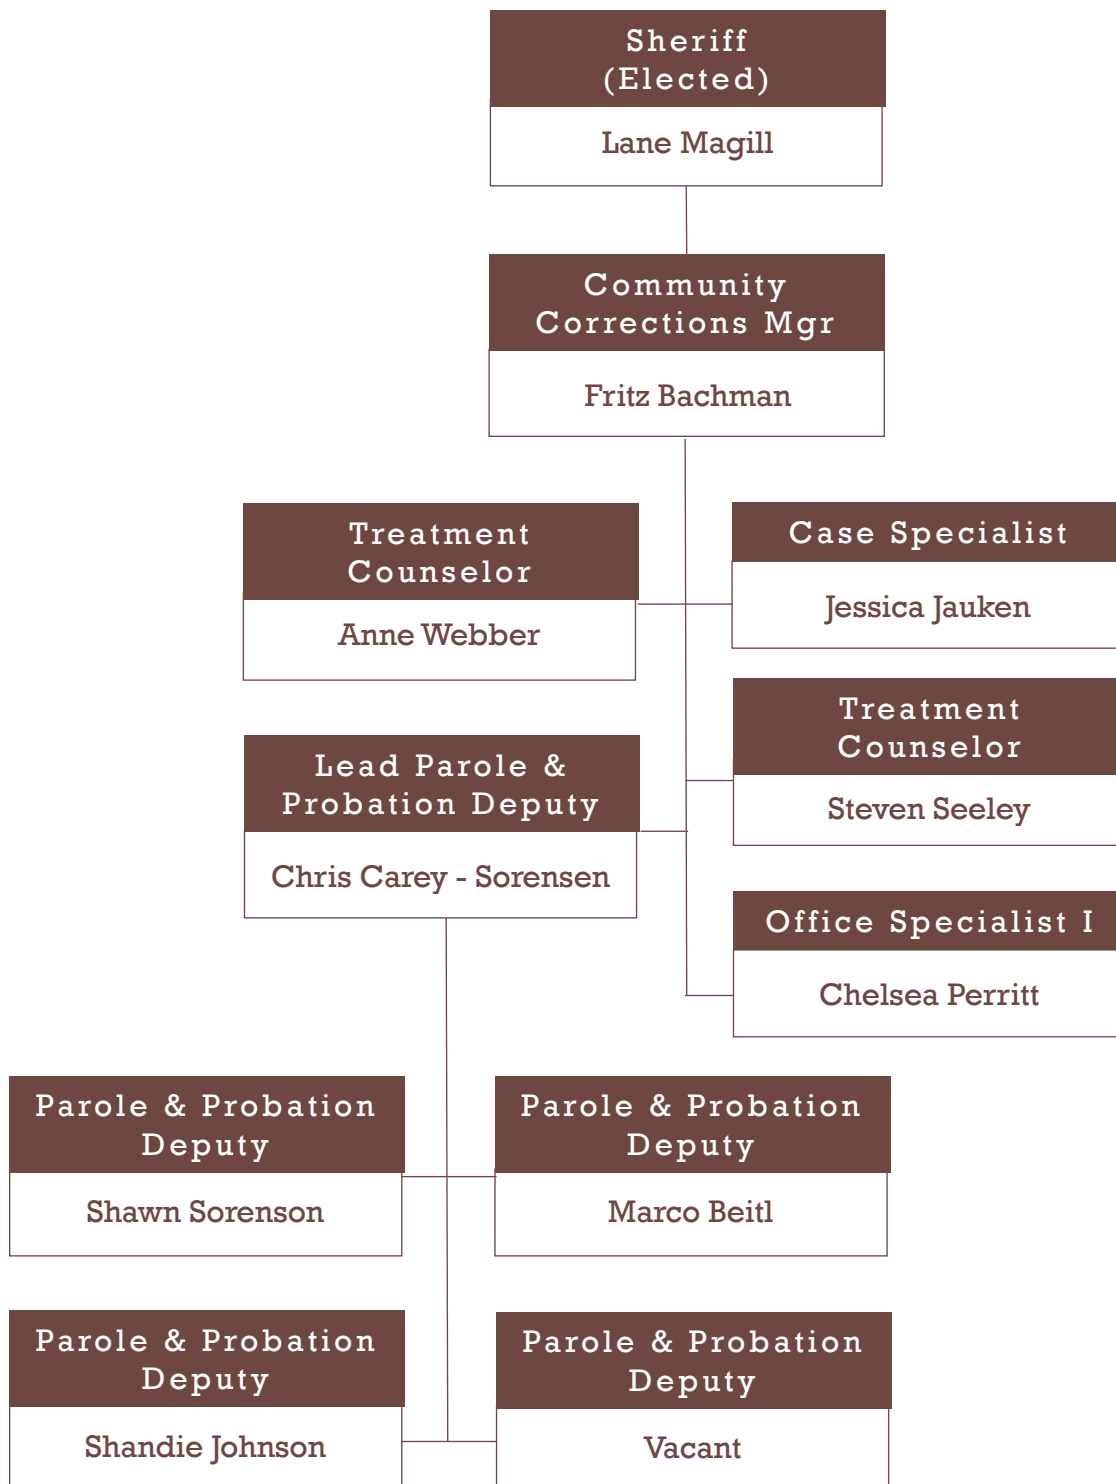 Sheriff
(Elected)
Lane Magill
Community
Corrections Mgr
Fritz Bachman
Treatment
Counselor
Anne Webber
Case Specialist
Jessica Jauken
Treatment
Counselor
Steven Seeley
Lead Parole &
Probation Deputy
Chris Carey - Sorensen
Office Specialist I
Chelsea Perritt
Parole & Probation
Deputy
Shawn Sorenson
Parole & Probation
Deputy
Marco Beitl
Parole & Probation
Deputy
Shandie Johnson
Parole & Probation
Deputy
Vacant